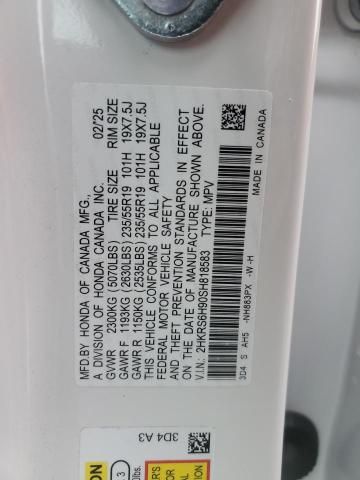 MFD.BY HONDA OF CANADA MFG.,
A DIVISION OF HONDA CANADA INC. 02/25
GVWR 2300KG (5070LBS) TIRE SIZE RIM SIZE
GAWR F 1193KG (2630LBS) 235/55R19 101H 19X7.5J
GAWR R 1150KG (2535LBS) 235/55R19 101H 19X7.5J
THIS VEHICLE CONFORMS TO ALL APPLICABLE
FEDERAL MOTOR VEHICLE SAFETY
AND THEFT PREVENTION STANDARDS IN EFFECT
ON THE DATE OF MANUFACTURE SHOWN ABOVE.
V.I.N.: 2HKRS6H90SH818583 TYPE: MPV
3D4 S AH5 -NH883PX -W-H MADE IN CANADA
3D4 A3